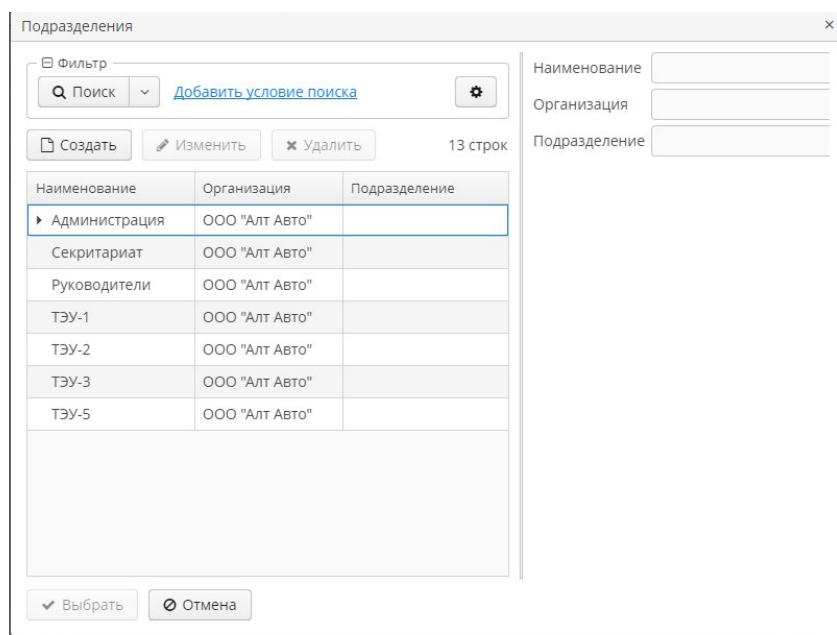 Подразделения
Фильтр
Поиск Добавить условие поиска
Создать Изменить Удалить 13 строк
Наименование Организация Подразделение
Администрация ООО "Алт Авто"
Секритариат ООО "Алт Авто"
Руководители ООО "Алт Авто"
ТЭУ-1 ООО "Алт Авто"
ТЭУ-2 ООО "Алт Авто"
ТЭУ-3 ООО "Алт Авто"
ТЭУ-5 ООО "Алт Авто"
Выбрать Отмена
Наименование
Организация
Подразделение